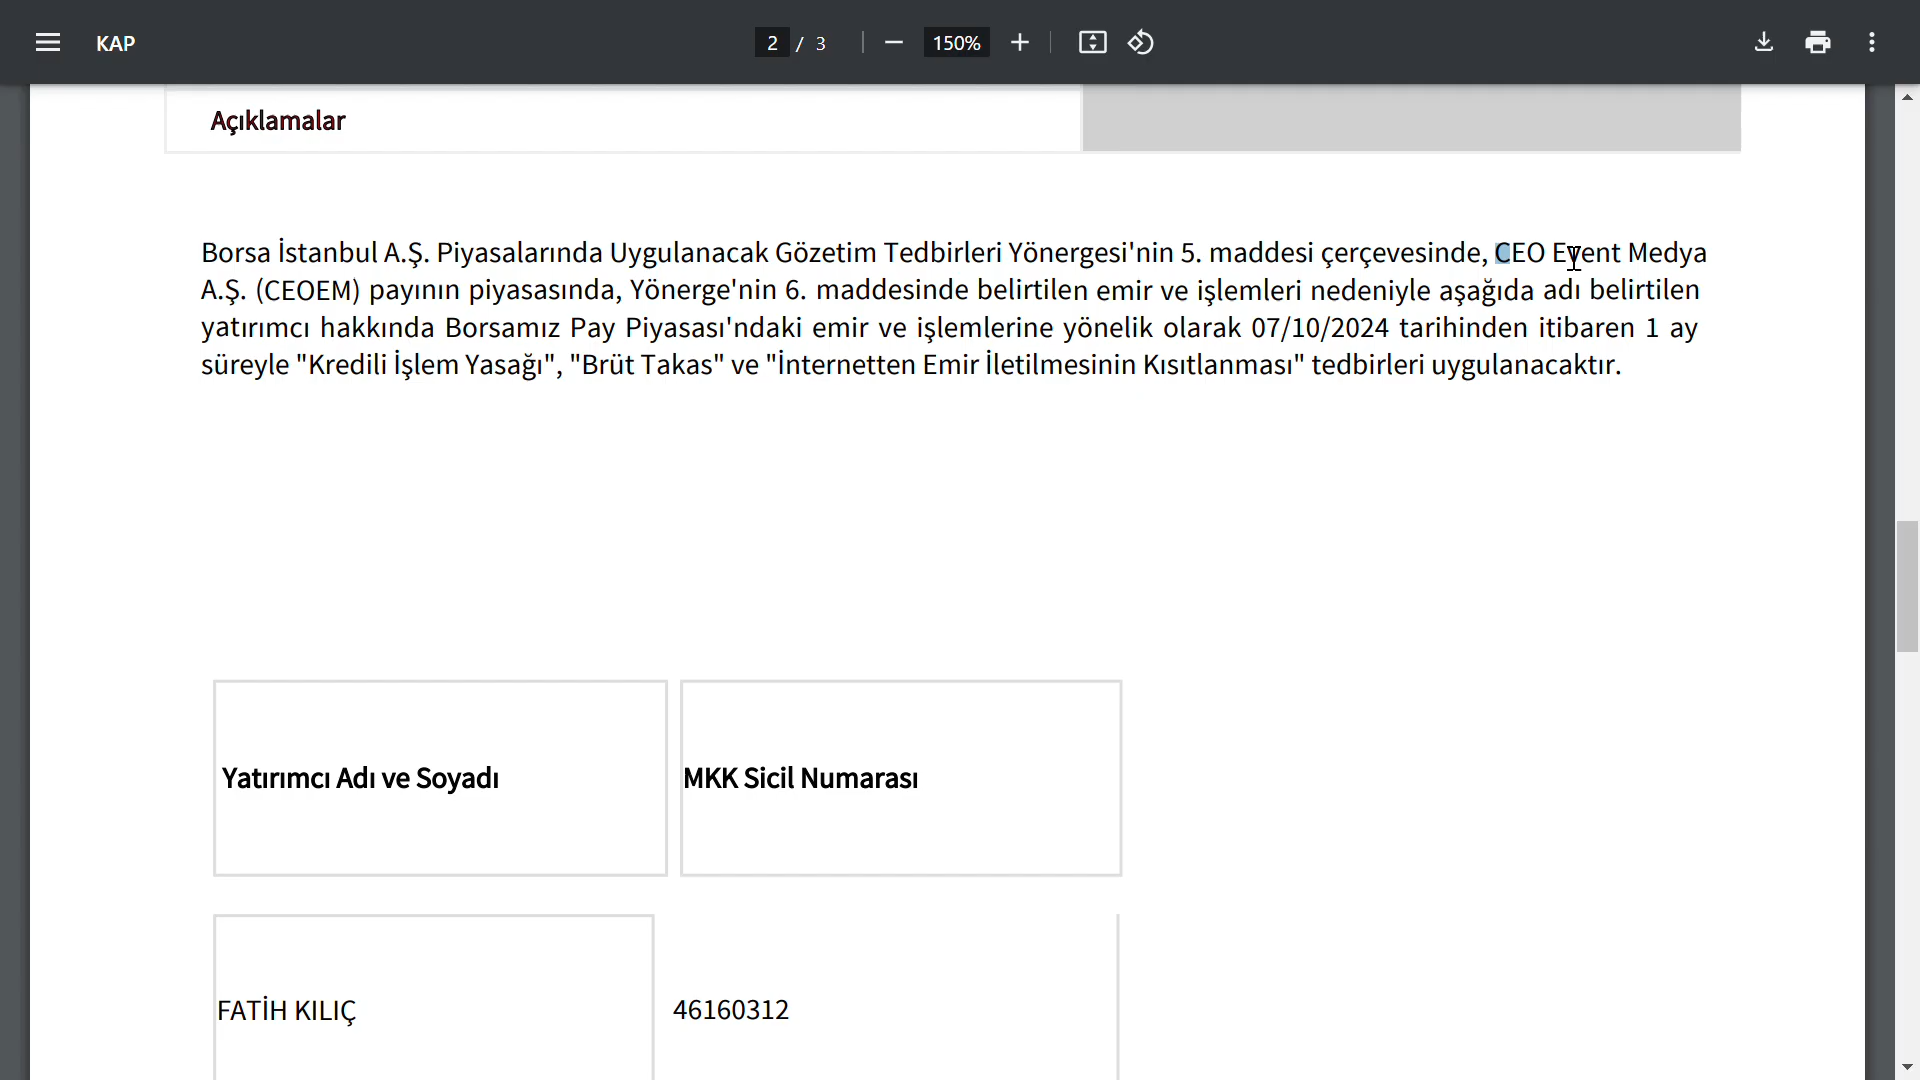 KAP
2 / 3
150%
Açıklamalar
Borsa İstanbul A.Ş. Piyasalarında Uygulanacak Gözetim Tedbirleri Yönergesi'nin 5. maddesi çerçevesinde, CEO Event Medya
A.Ş. (CEOEM) payının piyasasında, Yönerge'nin 6. maddesinde belirtilen emir ve işlemleri nedeniyle aşağıda adı belirtilen
yatırımcı hakkında Borsamız Pay Piyasası'ndaki emir ve işlemlerine yönelik olarak 07/10/2024 tarihinden itibaren 1 ay
süreyle "Kredili İşlem Yasağı", "Brüt Takas" ve "İnternetten Emir İletilmesinin Kısıtlanması" tedbirleri uygulanacaktır.
Yatırımcı Adı ve Soyadı
MKK Sicil Numarası
FATİH KILIÇ
46160312